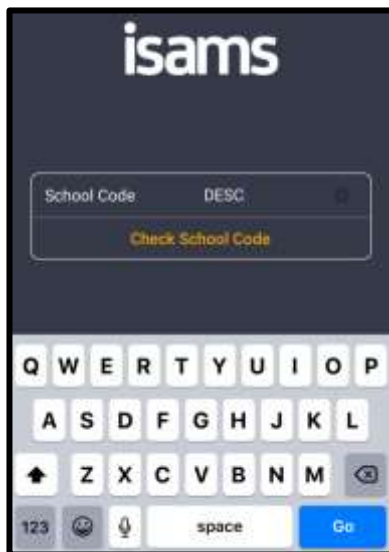 isams
School Code DESC
Check School Code
Q W E R T Y U I O P
A S D F G H J K L
Z X C V B N M
123 space Go